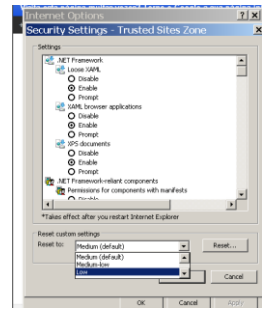 Internet Options
Security Settings - Trusted Sites Zone
Settings
.NET Framework
Loose XAML
Disable
Enable
Prompt
XAML browser applications
Disable
Enable
Prompt
XPS documents
Disable
Enable
Prompt
.NET Framework-reliant components
Permissions for components with manifests
Disable
*Takes effect after you restart Internet Explorer
Reset custom settings
Reset to: Medium (default) Reset...
Medium (default)
Medium-low
Low
Cancel
OK Cancel Apply